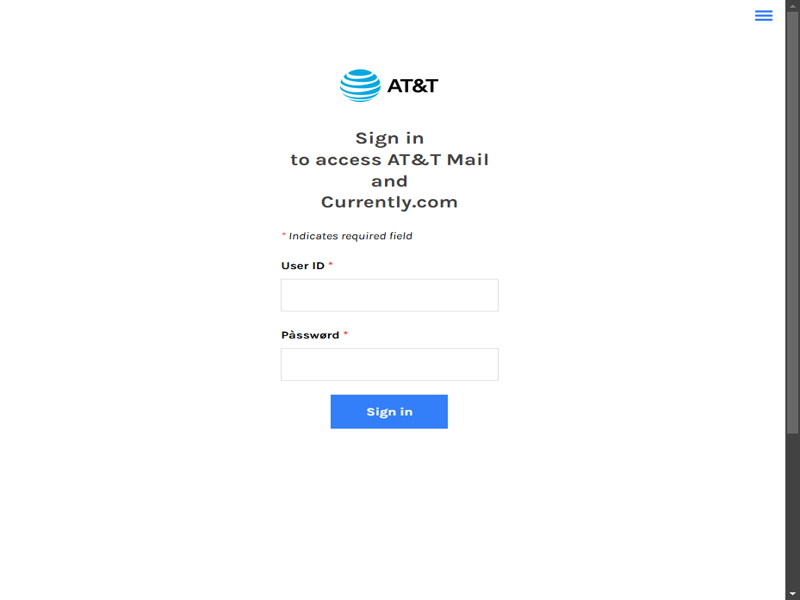 AT&T
Sign in
to access AT&T Mail
and
Currently.com
* Indicates required field
User ID *
Pàsswørd *
Sign in